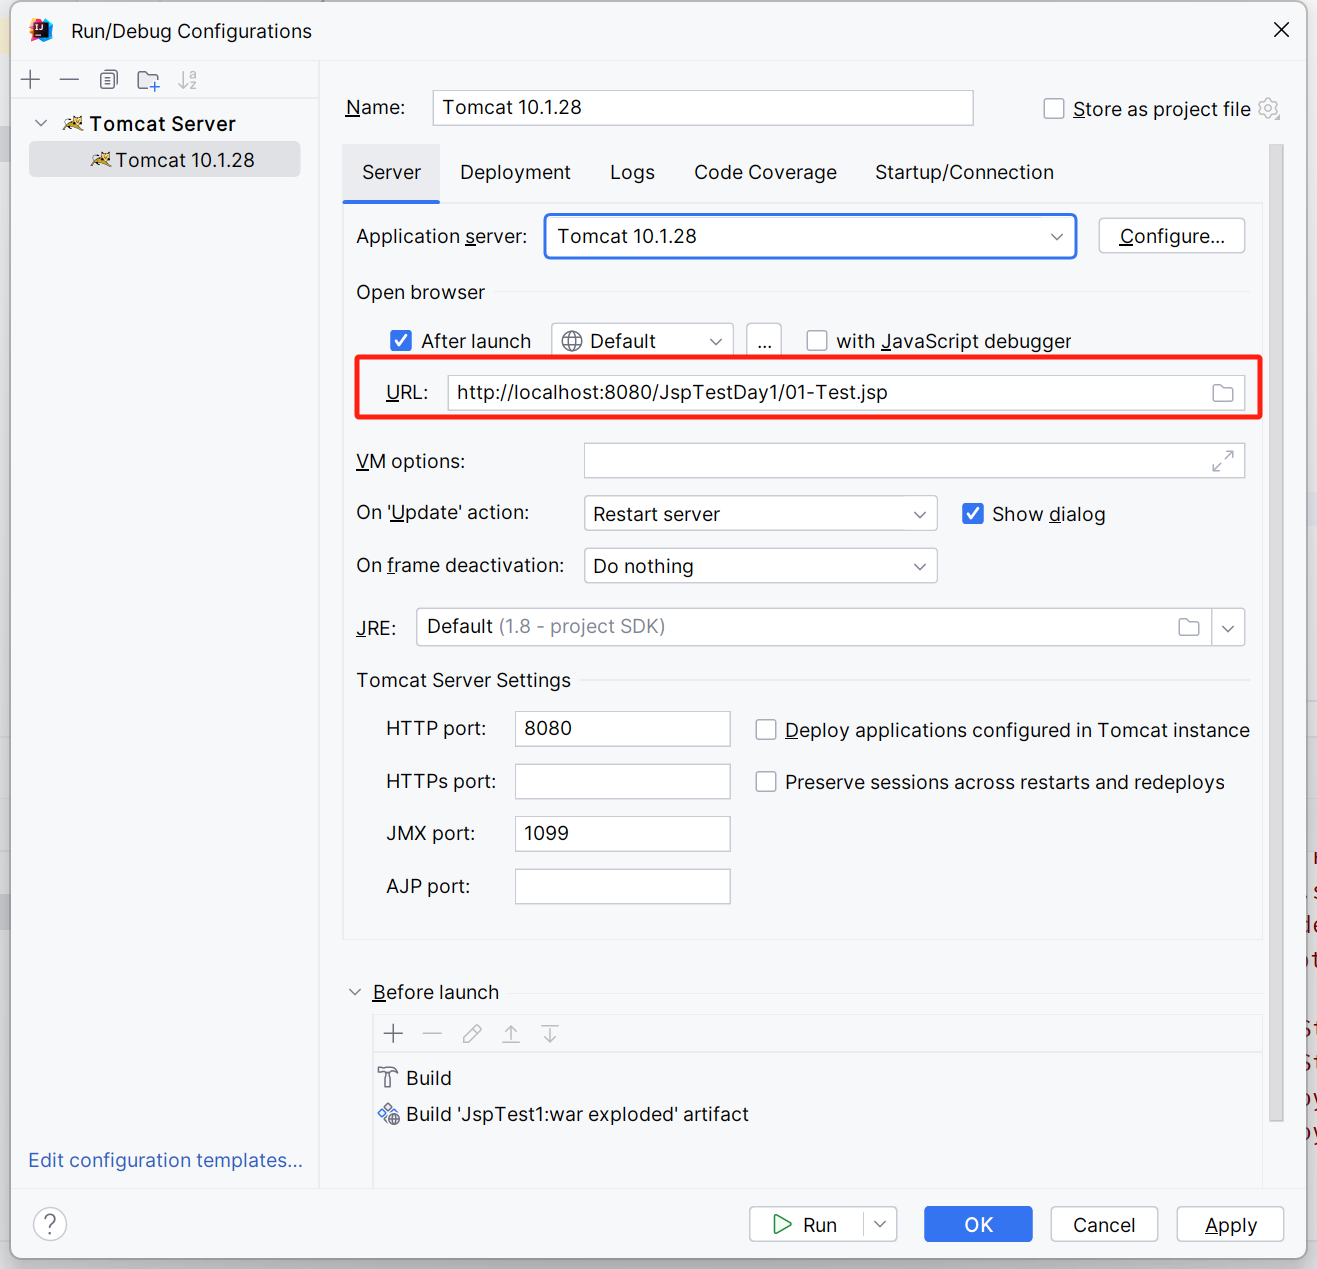 Run/Debug Configurations
Tomcat Server
Tomcat 10.1.28
Name: Tomcat 10.1.28 Store as project file
Server Deployment Logs Code Coverage Startup/Connection
Application server: Tomcat 10.1.28 Configure...
Open browser
After launch Default ... with JavaScript debugger
URL: http://localhost:8080/JspTestDay1/01-Test.jsp
VM options:
On 'Update' action: Restart server Show dialog
On frame deactivation: Do nothing
JRE: Default (1.8 - project SDK)
Tomcat Server Settings
HTTP port: 8080 Deploy applications configured in Tomcat instance
HTTPs port: Preserve sessions across restarts and redeploys
JMX port: 1099
AJP port:
Before launch
Build
Build 'JspTest1:war exploded' artifact
Edit configuration templates...
? Run OK Cancel Apply